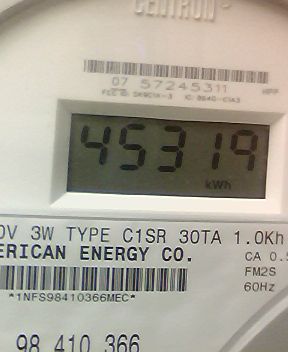 CENTRON
07 57245311
HPP
45319
kWh
0V 3W TYPE C1SR 30TA 1.0Kh
ERICAN ENERGY CO.
CA 0.5
FM2S
60Hz
*1NFS98410366MEC*
98 410 366